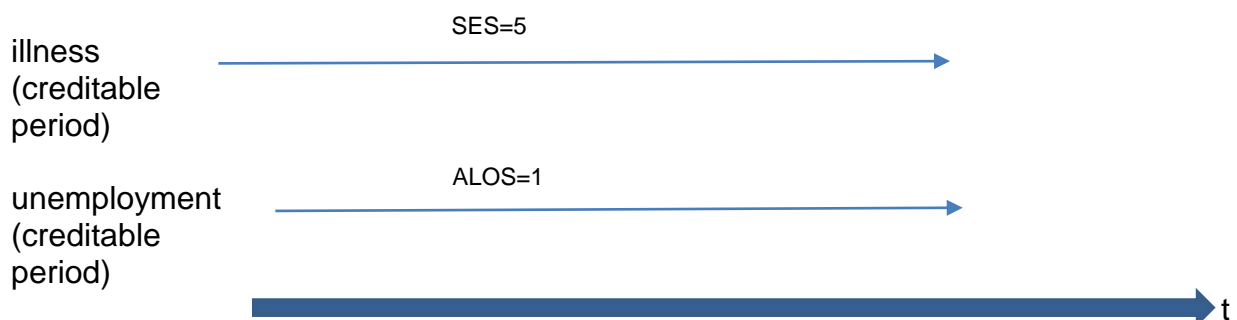 SES=5
illness
(creditable
period)
ALOS=1
unemployment
(creditable
period)
t